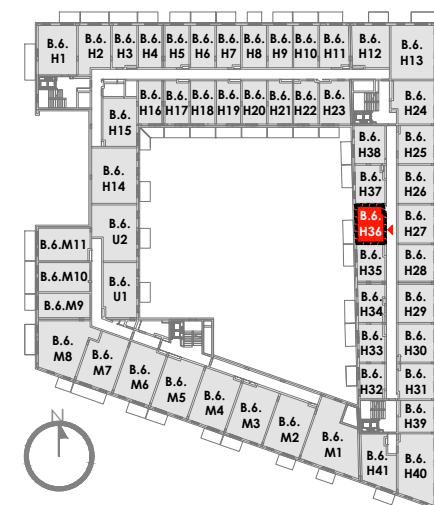 B.6.
H1
B.6.
H2
B.6.
H3
B.6.
H4
B.6.
H5
B.6.
H6
B.6.
H7
B.6.
H8
B.6.
H9
B.6.
H10
B.6.
H11
B.6.
H12
B.6.
H13
B.6.
H16
B.6.
H17
B.6.
H18
B.6.
H19
B.6.
H20
B.6.
H21
B.6.
H22
B.6.
H23
B.6.
H24
B.6.
H15
B.6.
H38
B.6.
H25
B.6.
H14
B.6.
H37
B.6.
H26
B.6.
U2
B.6.
H36
B.6.
H27
B.6.M11
B.6.M10
B.6.M9
B.6.
U1
B.6.
H35
B.6.
H28
B.6.
H34
B.6.
H29
B.6.
H33
B.6.
H30
B.6.
H32
B.6.
H31
B.6.
M8
B.6.
M7
B.6.
M6
B.6.
M5
B.6.
M4
B.6.
M3
B.6.
M2
B.6.
M1
B.6.
H39
B.6.
H41
B.6.
H40
N